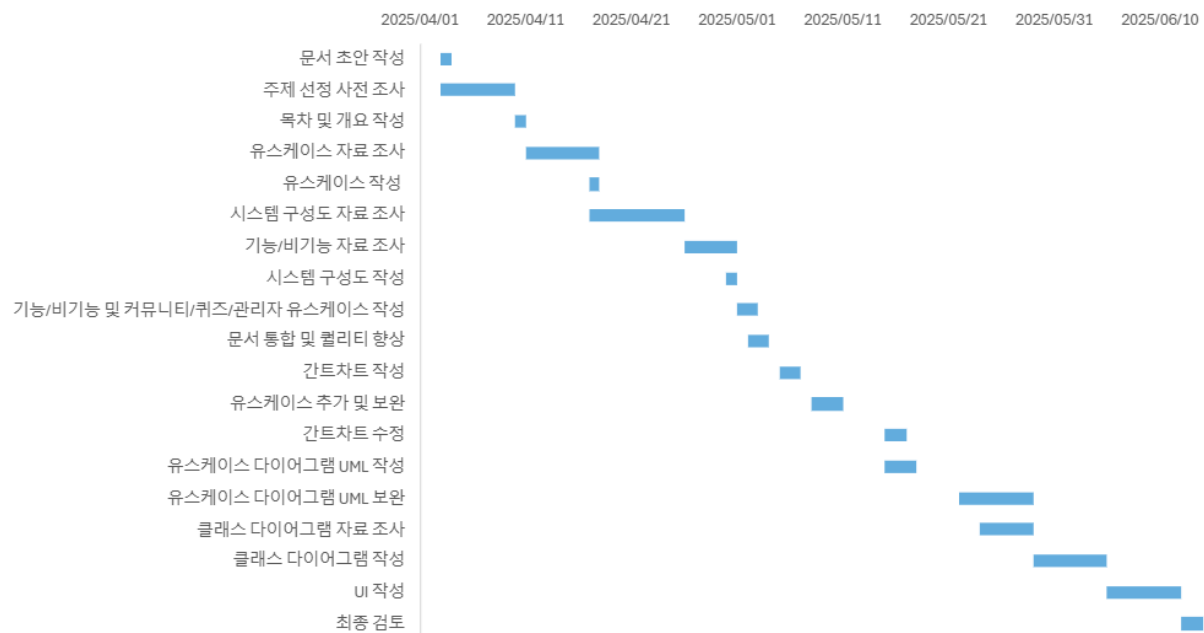 2025/04/01 2025/04/11 2025/04/21 2025/05/01 2025/05/11 2025/05/21 2025/05/31 2025/06/10
문서 초안 작성
주제 선정 사전 조사
목차 및 개요 작성
유스케이스 자료 조사
유스케이스 작성
시스템 구성도 자료 조사
기능/비기능 자료 조사
시스템 구성도 작성
기능/비기능 및 커뮤니티/퀴즈/관리자 유스케이스 작성
문서 통합 및 퀄리티 향상
간트차트 작성
유스케이스 추가 및 보완
간트차트 수정
유스케이스 다이어그램 UML 작성
유스케이스 다이어그램 UML 보완
클래스 다이어그램 자료 조사
클래스 다이어그램 작성
UI 작성
최종 검토